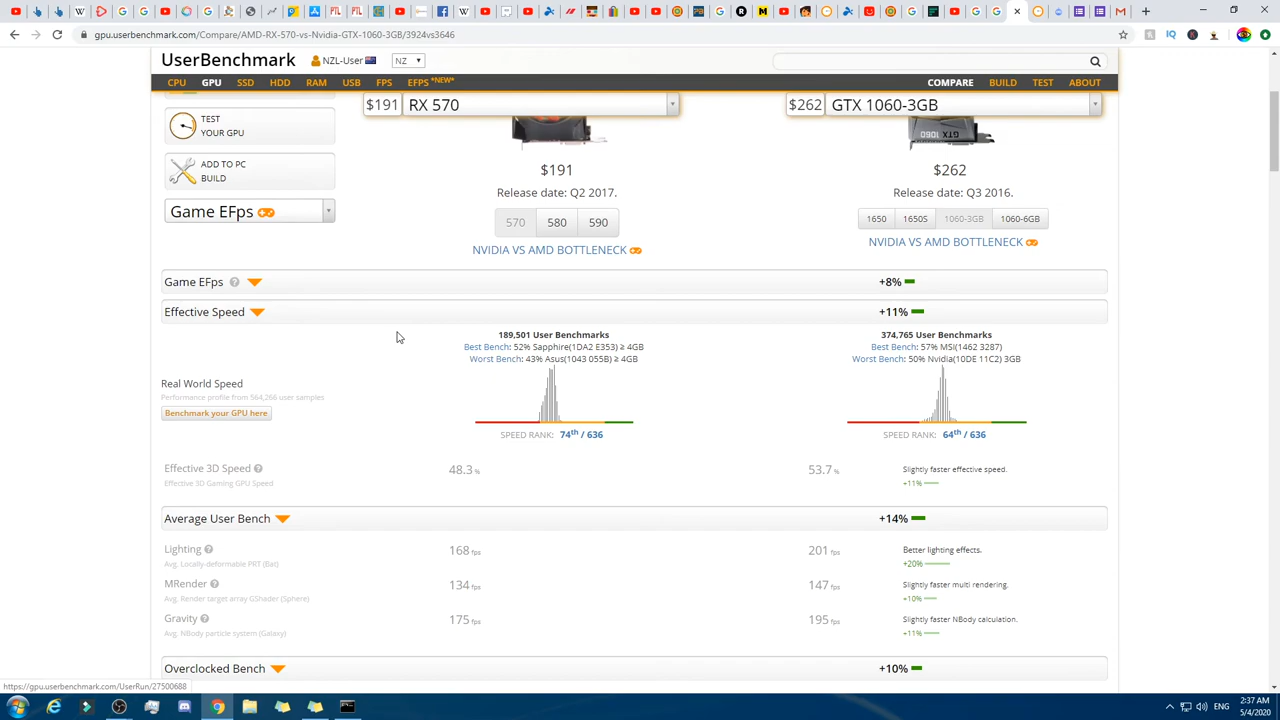 gpu.userbenchmark.com/Compare/AMD-RX-570-vs-Nvidia-GTX-1060-3GB/3924vs3646
UserBenchmark NZL-User NZ
CPU GPU SSD HDD RAM USB FPS EFPS *NEW* COMPARE BUILD TEST ABOUT
$191 RX 570 $262 GTX 1060-3GB
TEST
YOUR GPU
ADD TO PC
BUILD
Game EFps
GTX 1060
$191 $262
Release date: Q2 2017. Release date: Q3 2016.
570 580 590 1650 1650S 1060-3GB 1060-6GB
NVIDIA VS AMD BOTTLENECK NVIDIA VS AMD BOTTLENECK
Game EFps ? +8%
Effective Speed +11%
189,501 User Benchmarks 374,765 User Benchmarks
Best Bench: 52% Sapphire(1DA2 E353) ≥ 4GB Best Bench: 57% MSI(1462 3287)
Worst Bench: 43% Asus(1043 055B) ≥ 4GB Worst Bench: 50% Nvidia(10DE 11C2) 3GB
Real World Speed
Performance profile from 564,266 user samples
Benchmark your GPU here
SPEED RANK: 74th / 636 SPEED RANK: 64th / 636
Effective 3D Speed ? 48.3 % 53.7 % Slightly faster effective speed.
Effective 3D Gaming GPU Speed +11%
Average User Bench +14%
Lighting ? 168 fps 201 fps Better lighting effects.
Avg. Locally-deformable PRT (Bat) +20%
MRender ? 134 fps 147 fps Slightly faster multi rendering.
Avg. Render target array GShader (Sphere) +10%
Gravity ? 175 fps 195 fps Slightly faster NBody calculation.
Avg. NBody particle system (Galaxy) +11%
Overclocked Bench +10%
https://gpu.userbenchmark.com/UserRun/27500688
ENG 2:37 AM
5/4/2020